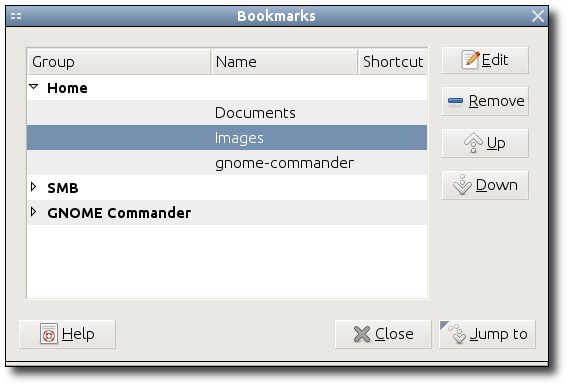 Bookmarks
Group Name Shortcut
Home
Documents
Images
gnome-commander
SMB
GNOME Commander
Edit
Remove
Up
Down
Help Close Jump to